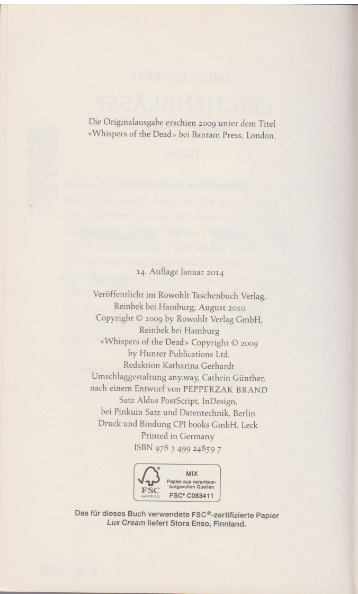 Die Originalausgabe erschien 2009 unter dem Titel
«Whispers of the Dead» bei Bantam Press, London.
14. Auflage Januar 2014
Veröffentlicht im Rowohlt Taschenbuch Verlag,
Reinbek bei Hamburg, August 2010
Copyright © 2009 by Rowohlt Verlag GmbH,
Reinbek bei Hamburg
«Whispers of the Dead» Copyright © 2009
by Hunter Publications Ltd.
Redaktion Katharina Gerhardt
Umschlaggestaltung any.way, Cathrin Günther,
nach einem Entwurf von PEPPERZAK BRAND
Satz Aldus PostScript, InDesign,
bei Pinkuin Satz und Datentechnik, Berlin
Druck und Bindung CPI books GmbH, Leck
Printed in Germany
ISBN 978 3 499 24859 7
MIX
Papier aus verantwor-
tungsvollen Quellen
FSC® C083411
FSC
Das für dieses Buch verwendete FSC®-zertifizierte Papier
Lux Cream liefert Stora Enso, Finnland.